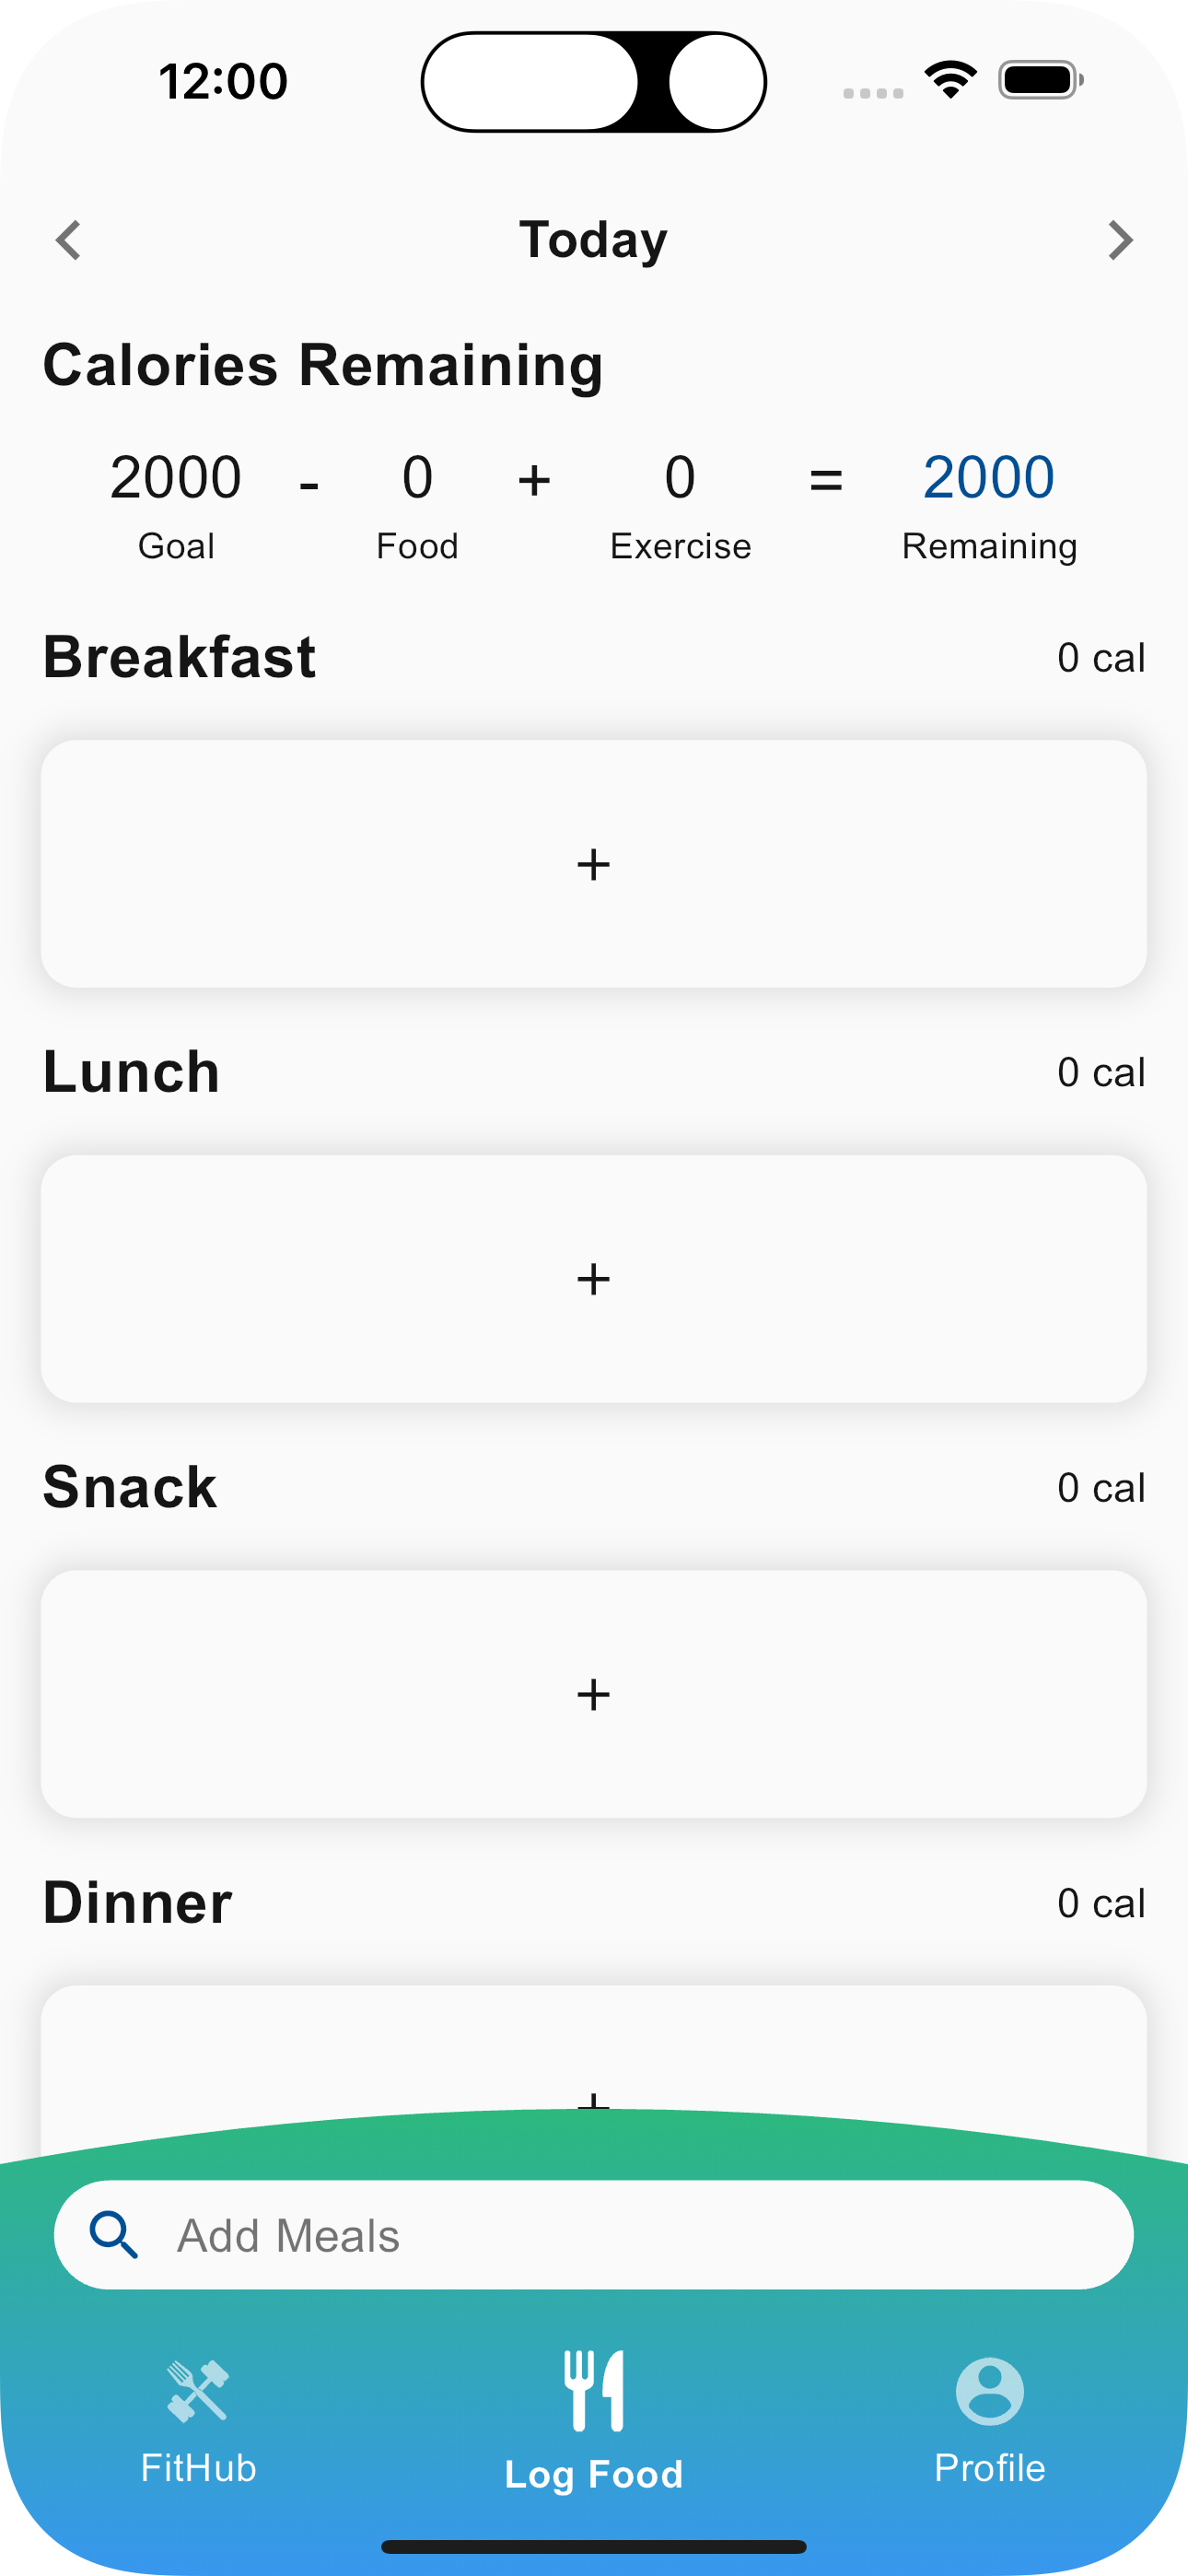 12:00
Today
Calories Remaining
2000 - 0 + 0 = 2000
Goal Food Exercise Remaining
Breakfast 0 cal
+
Lunch 0 cal
+
Snack 0 cal
+
Dinner 0 cal
+
Add Meals
FitHub Log Food Profile